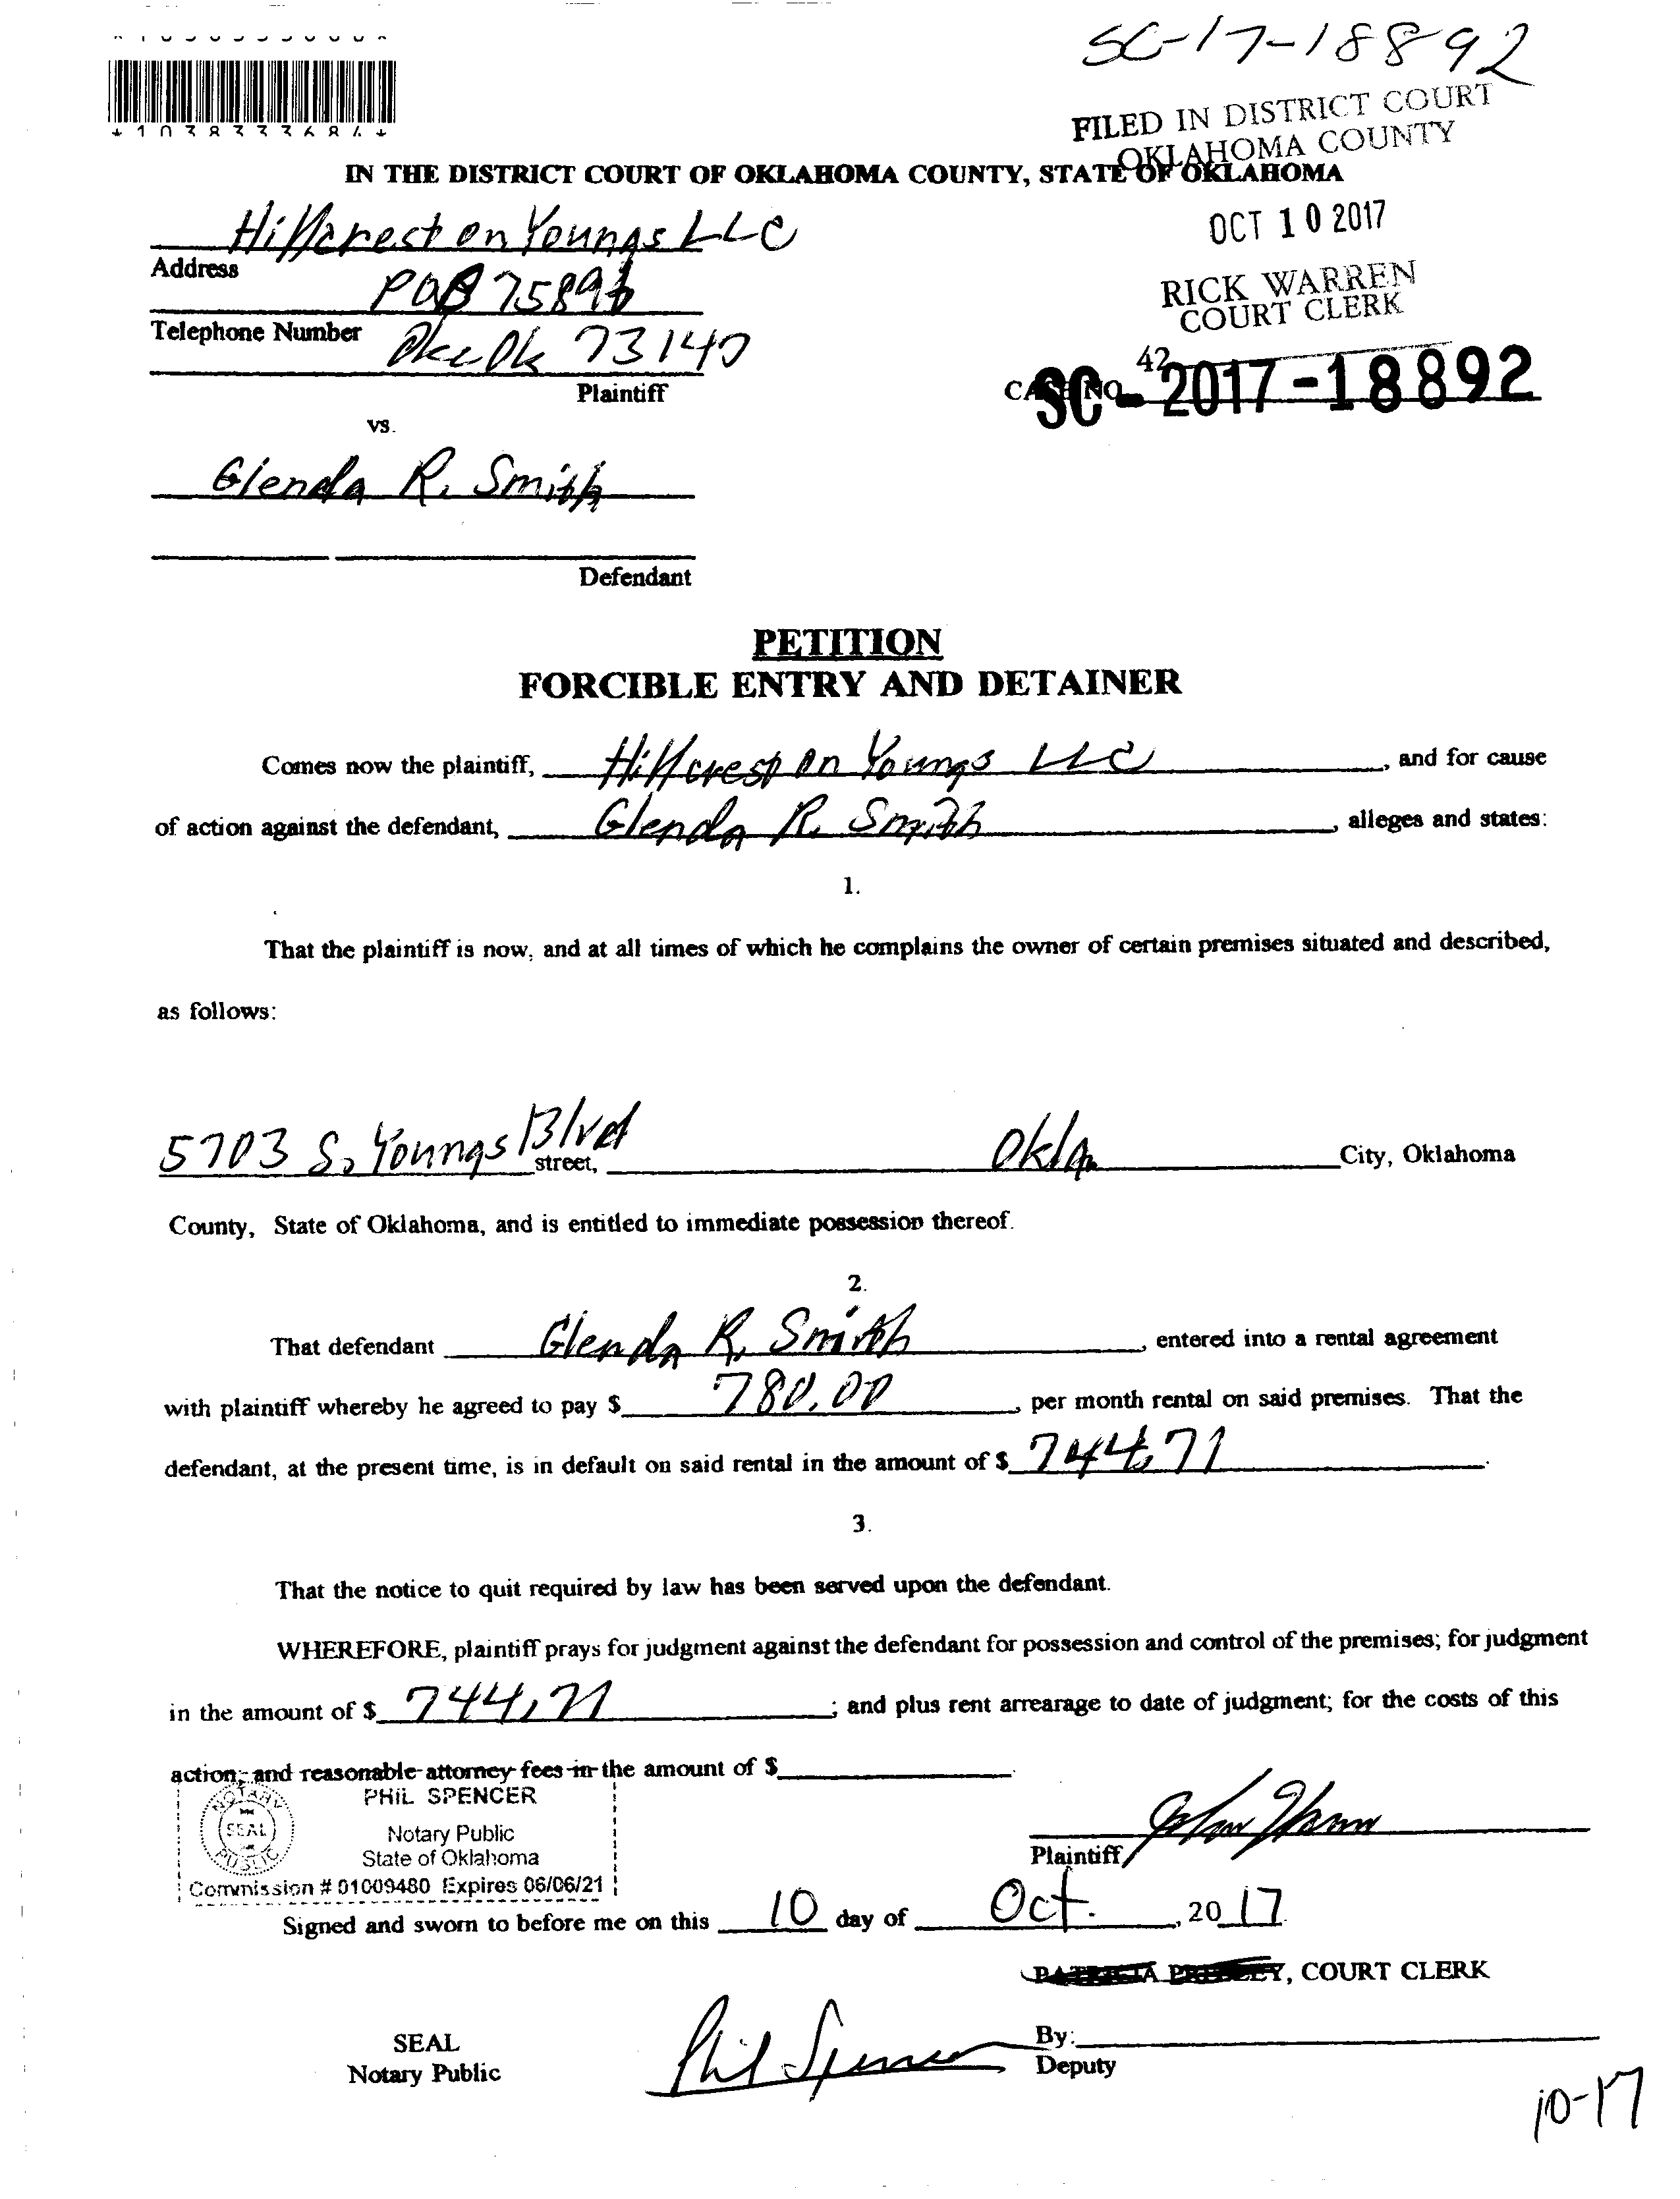 SC-17-18892
FILED IN DISTRICT COURT
OKLAHOMA COUNTY
IN THE DISTRICT COURT OF OKLAHOMA COUNTY, STATE OF OKLAHOMA
Hillcrest on Youngs LLC
OCT 10 2017
Address
POB
RICK WARREN
COURT CLERK
Telephone Number
Okc Ok
Plaintiff
CASE NO.
42
SC - 2017-18892
vs.
Glenda R. Smith
Defendant
PETITION
FORCIBLE ENTRY AND DETAINER
Comes now the plaintiff, Hillcrest on Youngs LLC, and for cause
of action against the defendant, Glenda R. Smith, alleges and states:
1.
That the plaintiff is now, and at all times of which he complains the owner of certain premises situated and described,
as follows:
5703 S. Youngs Blvd street, Okla City, Oklahoma
County, State of Oklahoma, and is entitled to immediate possession thereof.
2.
That defendant Glenda R. Smith, entered into a rental agreement
with plaintiff whereby he agreed to pay $ 780.00, per month rental on said premises. That the
defendant, at the present time, is in default on said rental in the amount of $ 744.71.
3.
That the notice to quit required by law has been served upon the defendant.
WHEREFORE, plaintiff prays for judgment against the defendant for possession and control of the premises; for judgment
in the amount of $ 744.71; and plus rent arrearage to date of judgment; for the costs of this
action; and reasonable attorney fees in the amount of $
NOTARY
SEAL
PUBLIC
PHIL SPENCER
Notary Public
State of Oklahoma
Commission # 01009480 Expires 06/06/21
Plaintiff
Signed and sworn to before me on this 10 day of Oct., 20 17.
PATRICIA PRESLEY, COURT CLERK
SEAL
Notary Public
Phil Spencer
By:
Deputy
10-17